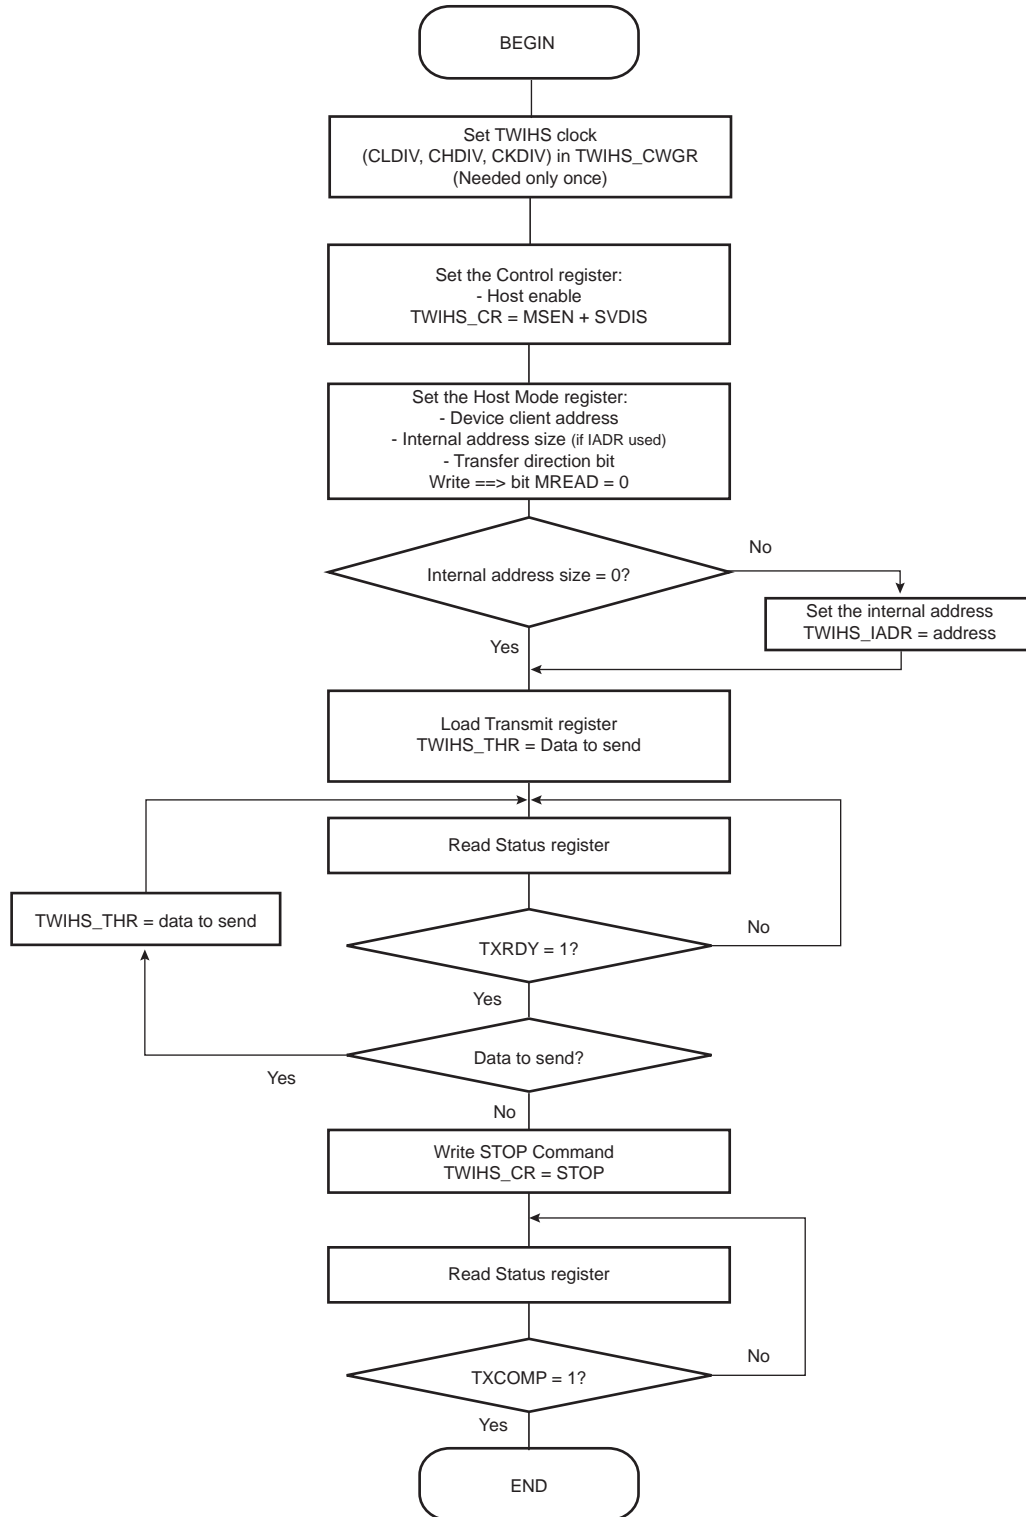 BEGIN
Set TWIHS clock
(CLDIV, CHDIV, CKDIV) in TWIHS_CWGR
(Needed only once)
Set the Control register:
- Host enable
TWIHS_CR = MSEN + SVDIS
Set the Host Mode register:
- Device client address
- Internal address size (if IADR used)
- Transfer direction bit
Write ==> bit MREAD = 0
No
Internal address size = 0?
Set the internal address
TWIHS_IADR = address
Yes
Load Transmit register
TWIHS_THR = Data to send
Read Status register
TWIHS_THR = data to send
No
TXRDY = 1?
Yes
Data to send?
Yes
No
Write STOP Command
TWIHS_CR = STOP
Read Status register
No
TXCOMP = 1?
Yes
END